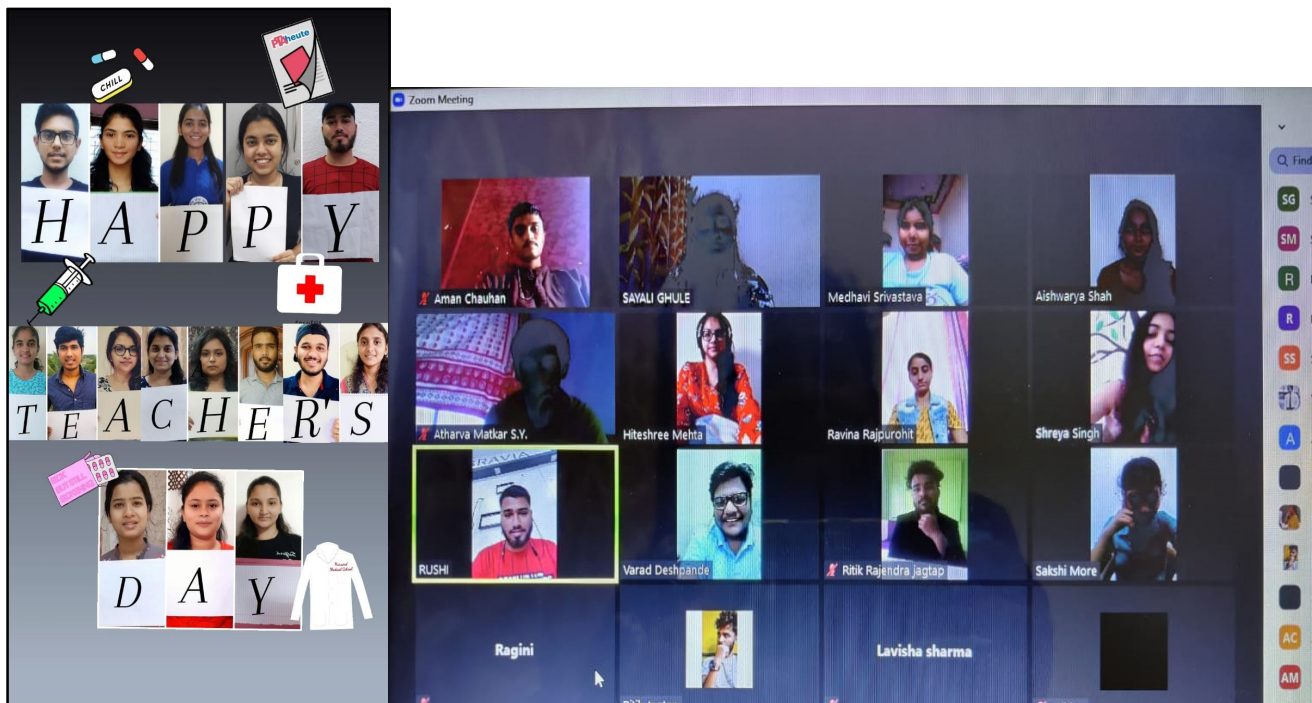 CHILL
heute
H A P P Y
T E A C H E R'S
D A Y
Zoom Meeting
Find
Aman Chauhan
SAYALI GHULE
Medhavi Srivastava
Aishwarya Shah
SG
SM
Atharva Matkar S.Y.
Hiteshree Mehta
Ravina Rajpurohit
Shreya Singh
R
R
SS
RUSHI
Varad Deshpande
Ritik Rajendra jagtap
Sakshi More
A
Ragini
Lavisha sharma
AC
AM